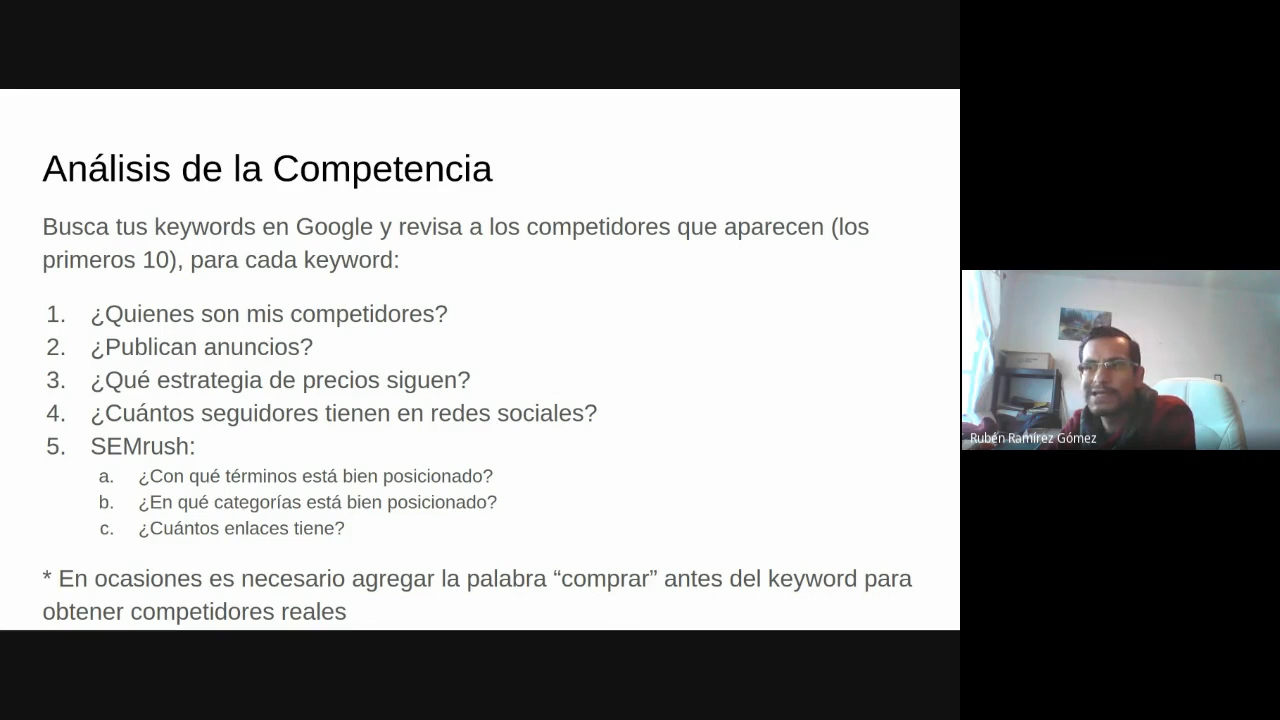 Análisis de la Competencia
Busca tus keywords en Google y revisa a los competidores que aparecen (los
primeros 10), para cada keyword:
1. ¿Quienes son mis competidores?
2. ¿Publican anuncios?
3. ¿Qué estrategia de precios siguen?
4. ¿Cuántos seguidores tienen en redes sociales?
5. SEMrush:
a. ¿Con qué términos está bien posicionado?
b. ¿En qué categorías está bien posicionado?
c. ¿Cuántos enlaces tiene?
* En ocasiones es necesario agregar la palabra “comprar” antes del keyword para
obtener competidores reales
Rubén Ramírez Gómez